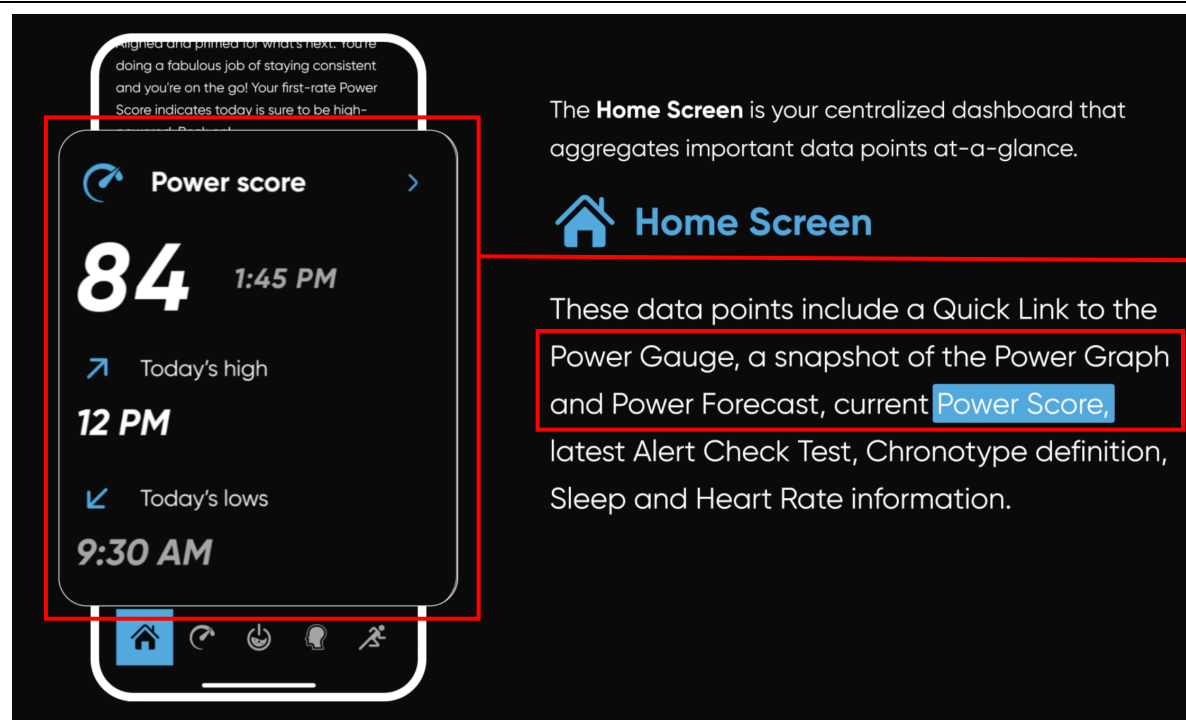 Aligned and primed for what's next. You're
doing a fabulous job of staying consistent
and you're on the go! Your first-rate Power
Score indicates today is sure to be high-
powered. Rock on!
Power score
84 1:45 PM
Today's high
12 PM
Today's lows
9:30 AM
The Home Screen is your centralized dashboard that
aggregates important data points at-a-glance.
Home Screen
These data points include a Quick Link to the
Power Gauge, a snapshot of the Power Graph
and Power Forecast, current Power Score,
latest Alert Check Test, Chronotype definition,
Sleep and Heart Rate information.